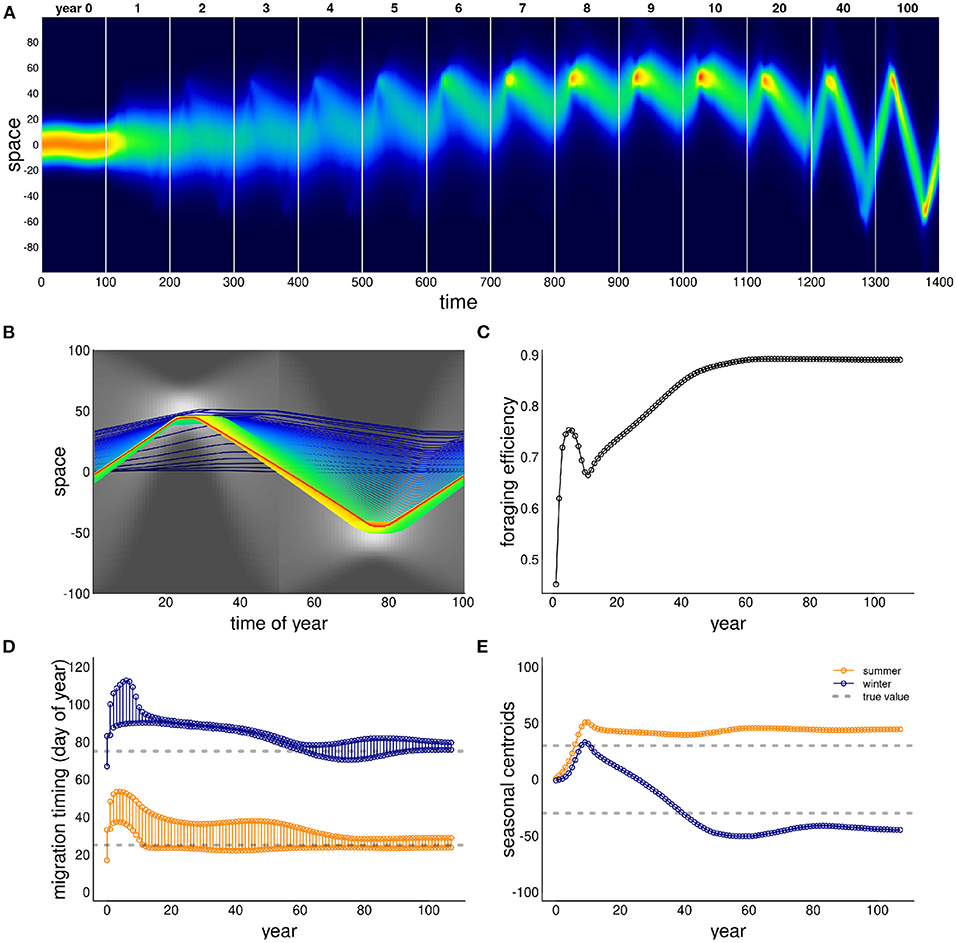 A
year 0 1 2 3 4 5 6 7 8 9 10 20 40 100
80
60
40
20
0
-20
-40
-60
-80
space
0 100 200 300 400 500 600 700 800 900 1000 1100 1200 1300 1400
time
B
100
50
0
-50
-100
space
20 40 60 80 100
time of year
C
0.9
0.8
0.7
0.6
0.5
foraging efficiency
0 20 40 60 80 100
year
D
120
100
80
60
40
20
0
migration timing (day of year)
0 20 40 60 80 100
year
E
100
50
0
-50
-100
seasonal centroids
summer
winter
true value
0 20 40 60 80 100
year